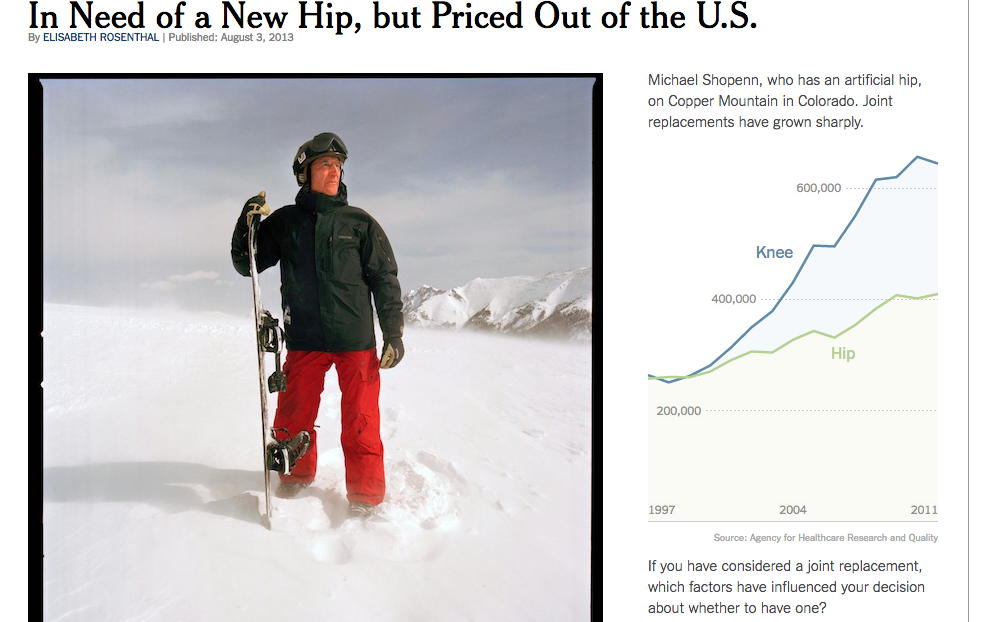 In Need of a New Hip, but Priced Out of the U.S.
By ELISABETH ROSENTHAL | Published: August 3, 2013
Michael Shopenn, who has an artificial hip,
on Copper Mountain in Colorado. Joint
replacements have grown sharply.
600,000
Knee
400,000
Hip
200,000
1997 2004 2011
Source: Agency for Healthcare Research and Quality
If you have considered a joint replacement,
which factors have influenced your decision
about whether to have one?